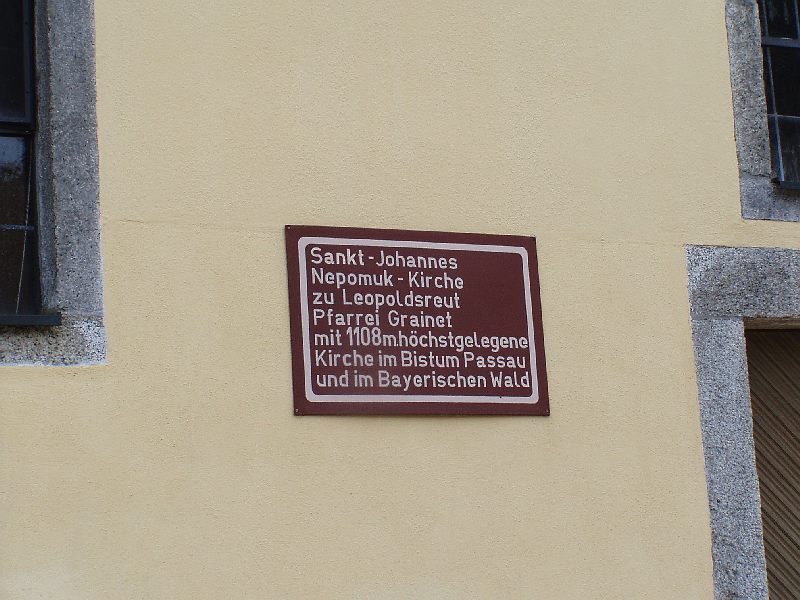 Sankt-Johannes
Nepomuk-Kirche
zu Leopoldsreut
Pfarrei Grainet
mit 1108m.höchstgelegene
Kirche im Bistum Passau
und im Bayerischen Wald